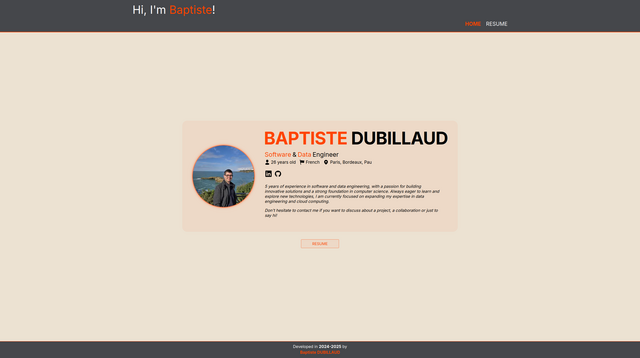 Hi, I'm Baptiste!
HOME RESUME
BAPTISTE DUBILLAUD
Software & Data Engineer
26 years old French Paris, Bordeaux, Pau
5 years of experience in software and data engineering, with a passion for building
innovative solutions and a strong foundation in computer science. Always eager to learn and
explore new technologies, I am currently focused on expanding my expertise in data
engineering and cloud computing.
Don't hesitate to contact me if you want to discuss about a project, a collaboration or just to
say hi!
RESUME
Developed in 2024-2025 by
Baptiste DUBILLAUD